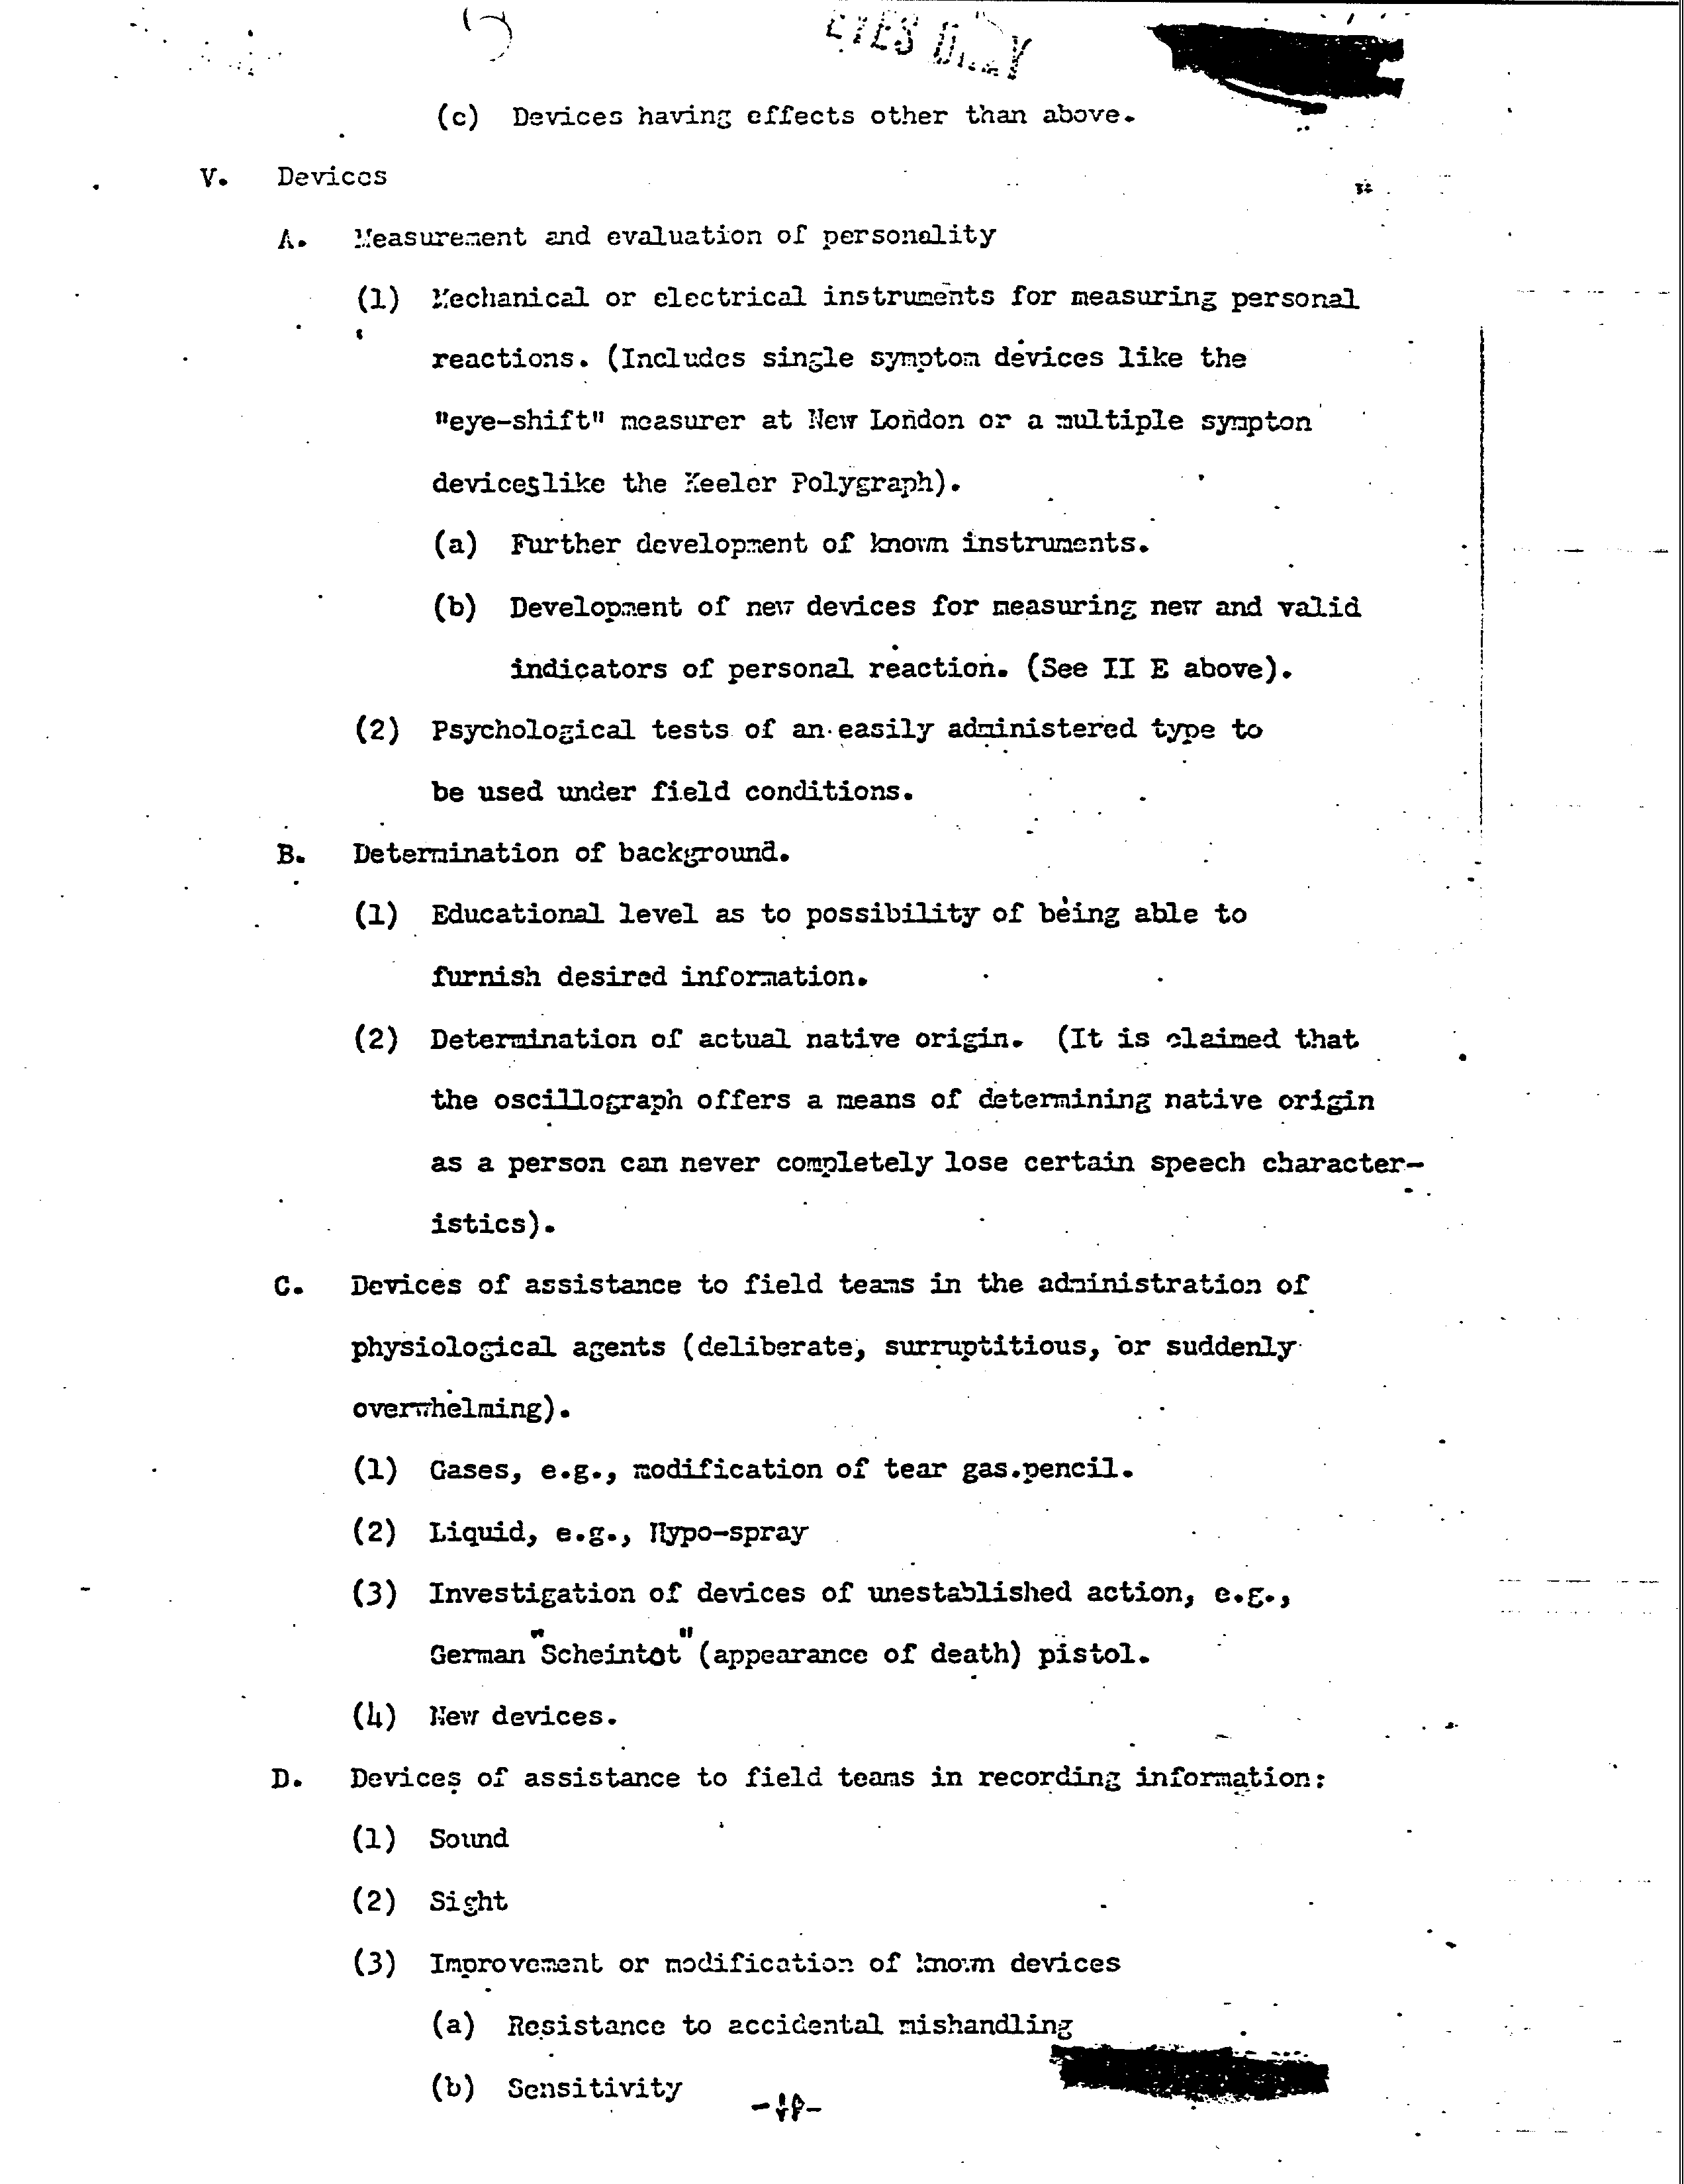 EYES ONLY
(c) Devices having effects other than above.
V. Devices
A. Measurement and evaluation of personality
(1) Mechanical or electrical instruments for measuring personal
reactions. (Includes single symptom devices like the
"eye-shift" measurer at New London or a multiple sympton
devices like the Keeler Polygraph).
(a) Further development of known instruments.
(b) Development of new devices for measuring new and valid
indicators of personal reaction. (See II E above).
(2) Psychological tests of an easily administered type to
be used under field conditions.
B. Determination of background.
(1) Educational level as to possibility of being able to
furnish desired information.
(2) Determination of actual native origin. (It is claimed that
the oscillograph offers a means of determining native origin
as a person can never completely lose certain speech character-
istics).
C. Devices of assistance to field teams in the administration of
physiological agents (deliberate, surruptitious, or suddenly
overwhelming).
(1) Gases, e.g., modification of tear gas pencil.
(2) Liquid, e.g., Hypo-spray
(3) Investigation of devices of unestablished action, e.g.,
German "Scheintot" (appearance of death) pistol.
(4) New devices.
D. Devices of assistance to field teams in recording information:
(1) Sound
(2) Sight
(3) Improvement or modification of known devices
(a) Resistance to accidental mishandling
(b) Sensitivity